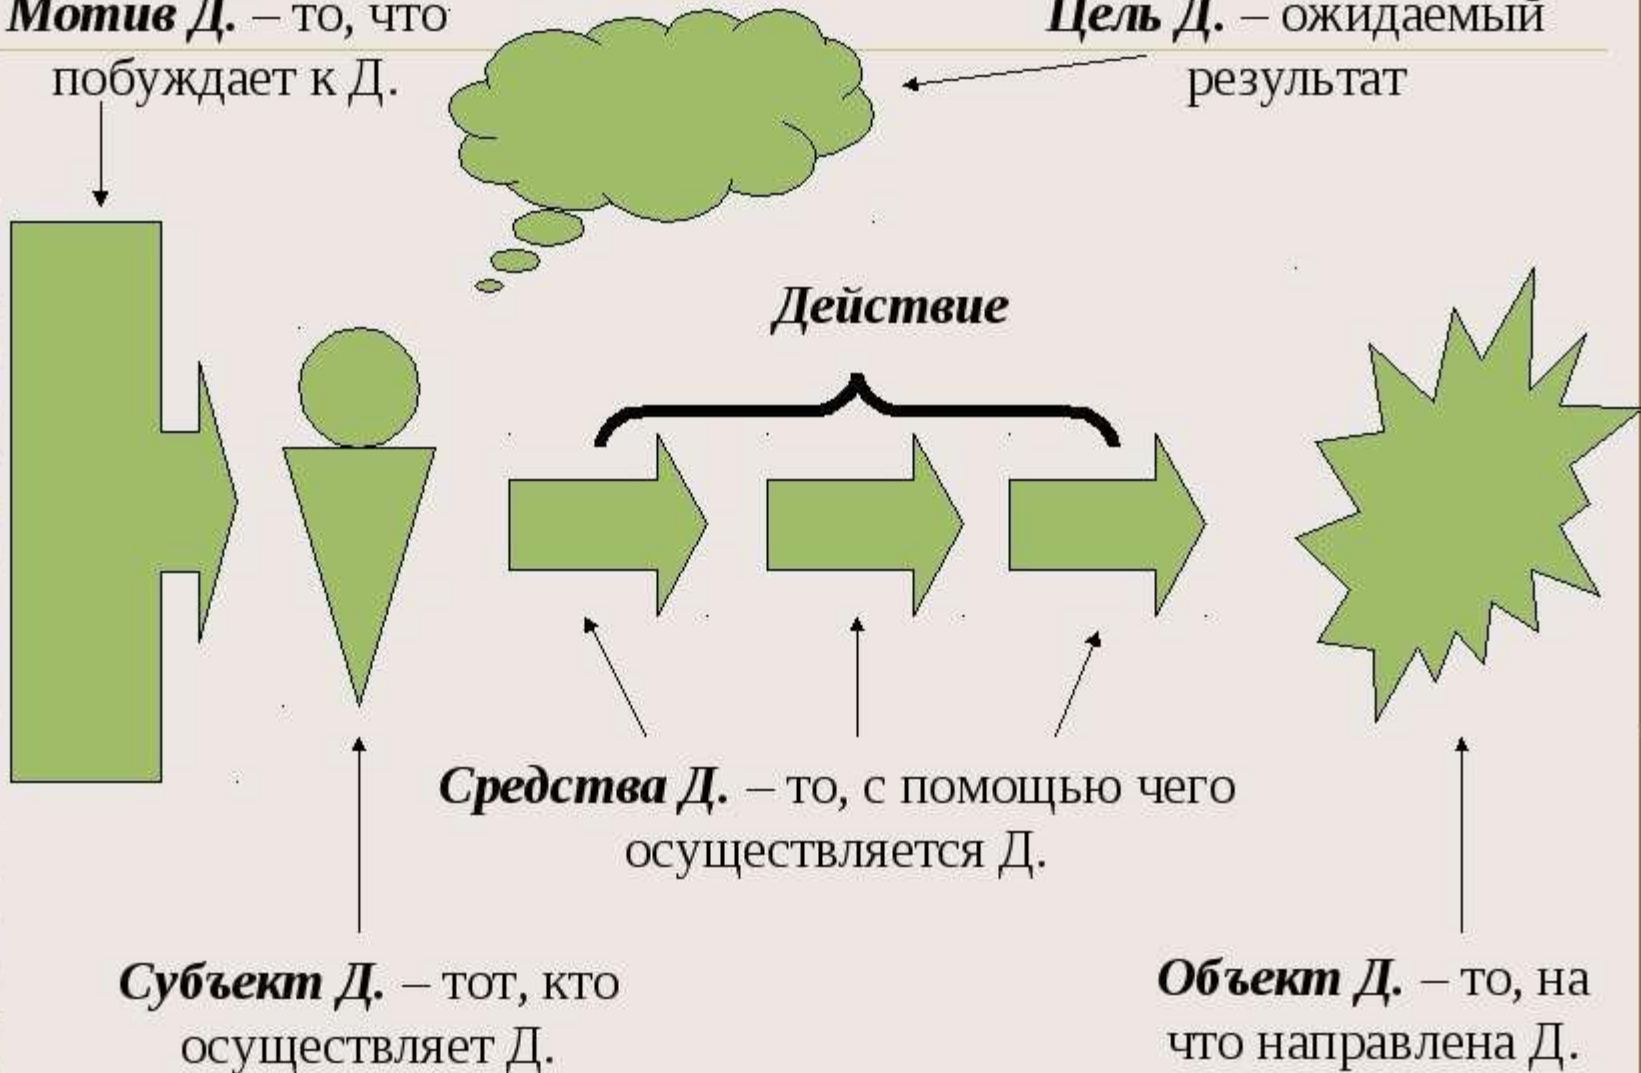 Мотив Д. – то, что
побуждает к Д.
Цель Д. – ожидаемый
результат
Действие
Средства Д. – то, с помощью чего
осуществляется Д.
Субъект Д. – тот, кто
осуществляет Д.
Объект Д. – то, на
что направлена Д.